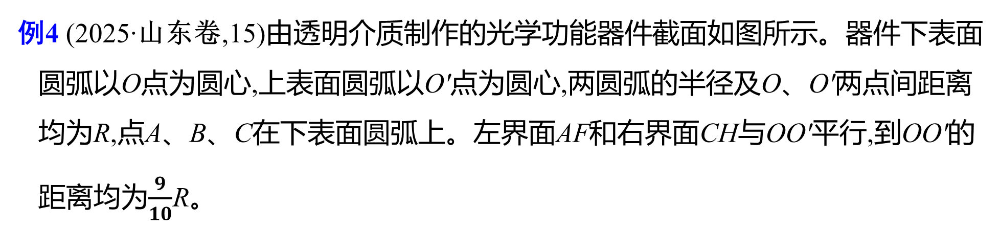 例4 (2025·山东卷,15)由透明介质制作的光学功能器件截面如图所示。器件下表面
圆弧以O点为圆心,上表面圆弧以O'点为圆心,两圆弧的半径及O、O'两点间距离
均为R,点A、B、C在下表面圆弧上。左界面AF和右界面CH与OO'平行,到OO'的
距离均为9/10R。